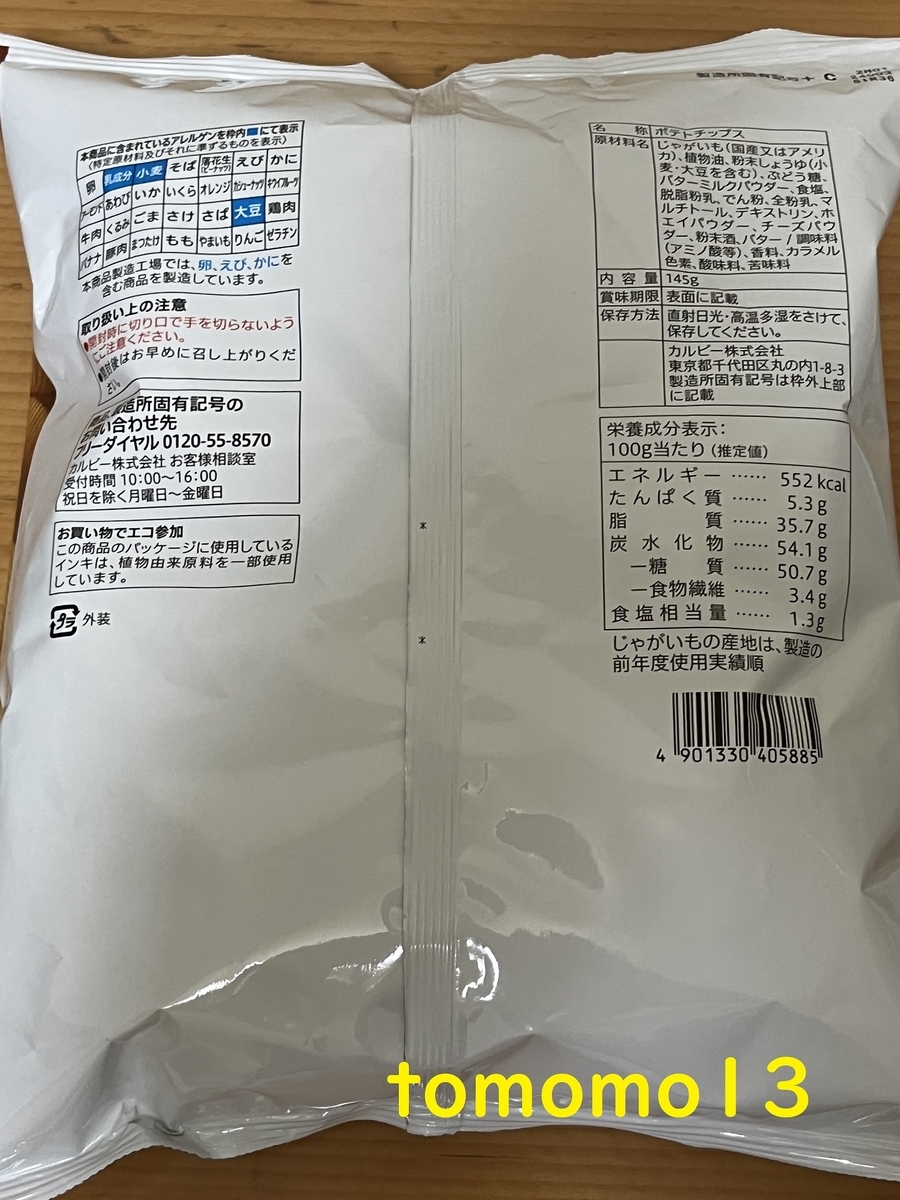 製造所固有記号+ C
本商品に含まれているアレルゲンを枠内■にて表示
(特定原材料及びそれに準ずるものを表示)
卵 乳成分 小麦 そば 落花生(ピーナッツ) えび かに
アーモンド あわび いか いくら オレンジ カシューナッツ キウイフルーツ
牛肉 くるみ ごま さけ さば 大豆 鶏肉
バナナ 豚肉 まつたけ もも やまいも りんご ゼラチン
本商品製造工場では、卵、えび、かにを
含む商品を製造しています。
取り扱い上の注意
●開封時に切り口で手を切らないよう
にご注意ください。
●開封後はお早めに召し上がりくだ
さい。
製造所固有記号の
お問い合わせ先
フリーダイヤル 0120-55-8570
カルビー株式会社 お客様相談室
受付時間 10:00〜16:00
祝日を除く月曜日〜金曜日
お買い物でエコ参加
この商品のパッケージに使用している
インキは、植物由来原料を一部使用
しています。
プラ 外装
名称 ポテトチップス
原材料名 じゃがいも(国産又はアメリ
カ)、植物油、粉末しょうゆ(小
麦・大豆を含む)、ぶどう糖、
バターミルクパウダー、食塩、
脱脂粉乳、でん粉、全粉乳、マ
ルチトール、デキストリン、ホ
エイパウダー、チーズパウ
ダー、粉末酒、バター / 調味料
(アミノ酸等)、香料、カラメル
色素、酸味料、苦味料
内容量 145g
賞味期限 表面に記載
保存方法 直射日光・高温多湿をさけて、
保存してください。
カルビー株式会社
東京都千代田区丸の内1-8-3
製造所固有記号は枠外上部
に記載
栄養成分表示:
100g当たり(推定値)
エネルギー …… 552 kcal
たんぱく質 …… 5.3 g
脂質 …… 35.7 g
炭水化物 …… 54.1 g
―糖質 …… 50.7 g
―食物繊維 …… 3.4 g
食塩相当量 …… 1.3 g
じゃがいもの産地は、製造の
前年度使用実績順
4 901330 405885
tomomo13